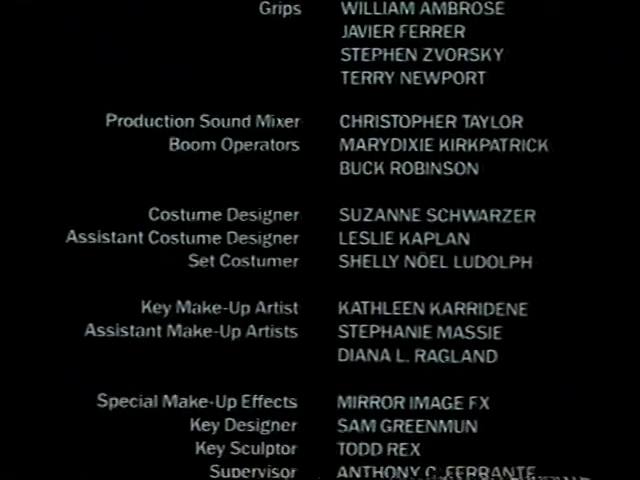 Grips WILLIAM AMBROSE
JAVIER FERRER
STEPHEN ZVORSKY
TERRY NEWPORT
Production Sound Mixer CHRISTOPHER TAYLOR
Boom Operators MARYDIXIE KIRKPATRICK
BUCK ROBINSON
Costume Designer SUZANNE SCHWARZER
Assistant Costume Designer LESLIE KAPLAN
Set Costumer SHELLY NÖEL LUDOLPH
Key Make-Up Artist KATHLEEN KARRIDENE
Assistant Make-Up Artists STEPHANIE MASSIE
DIANA L. RAGLAND
Special Make-Up Effects MIRROR IMAGE FX
Key Designer SAM GREENMUN
Key Sculptor TODD REX
Supervisor ANTHONY C. FERRANTE